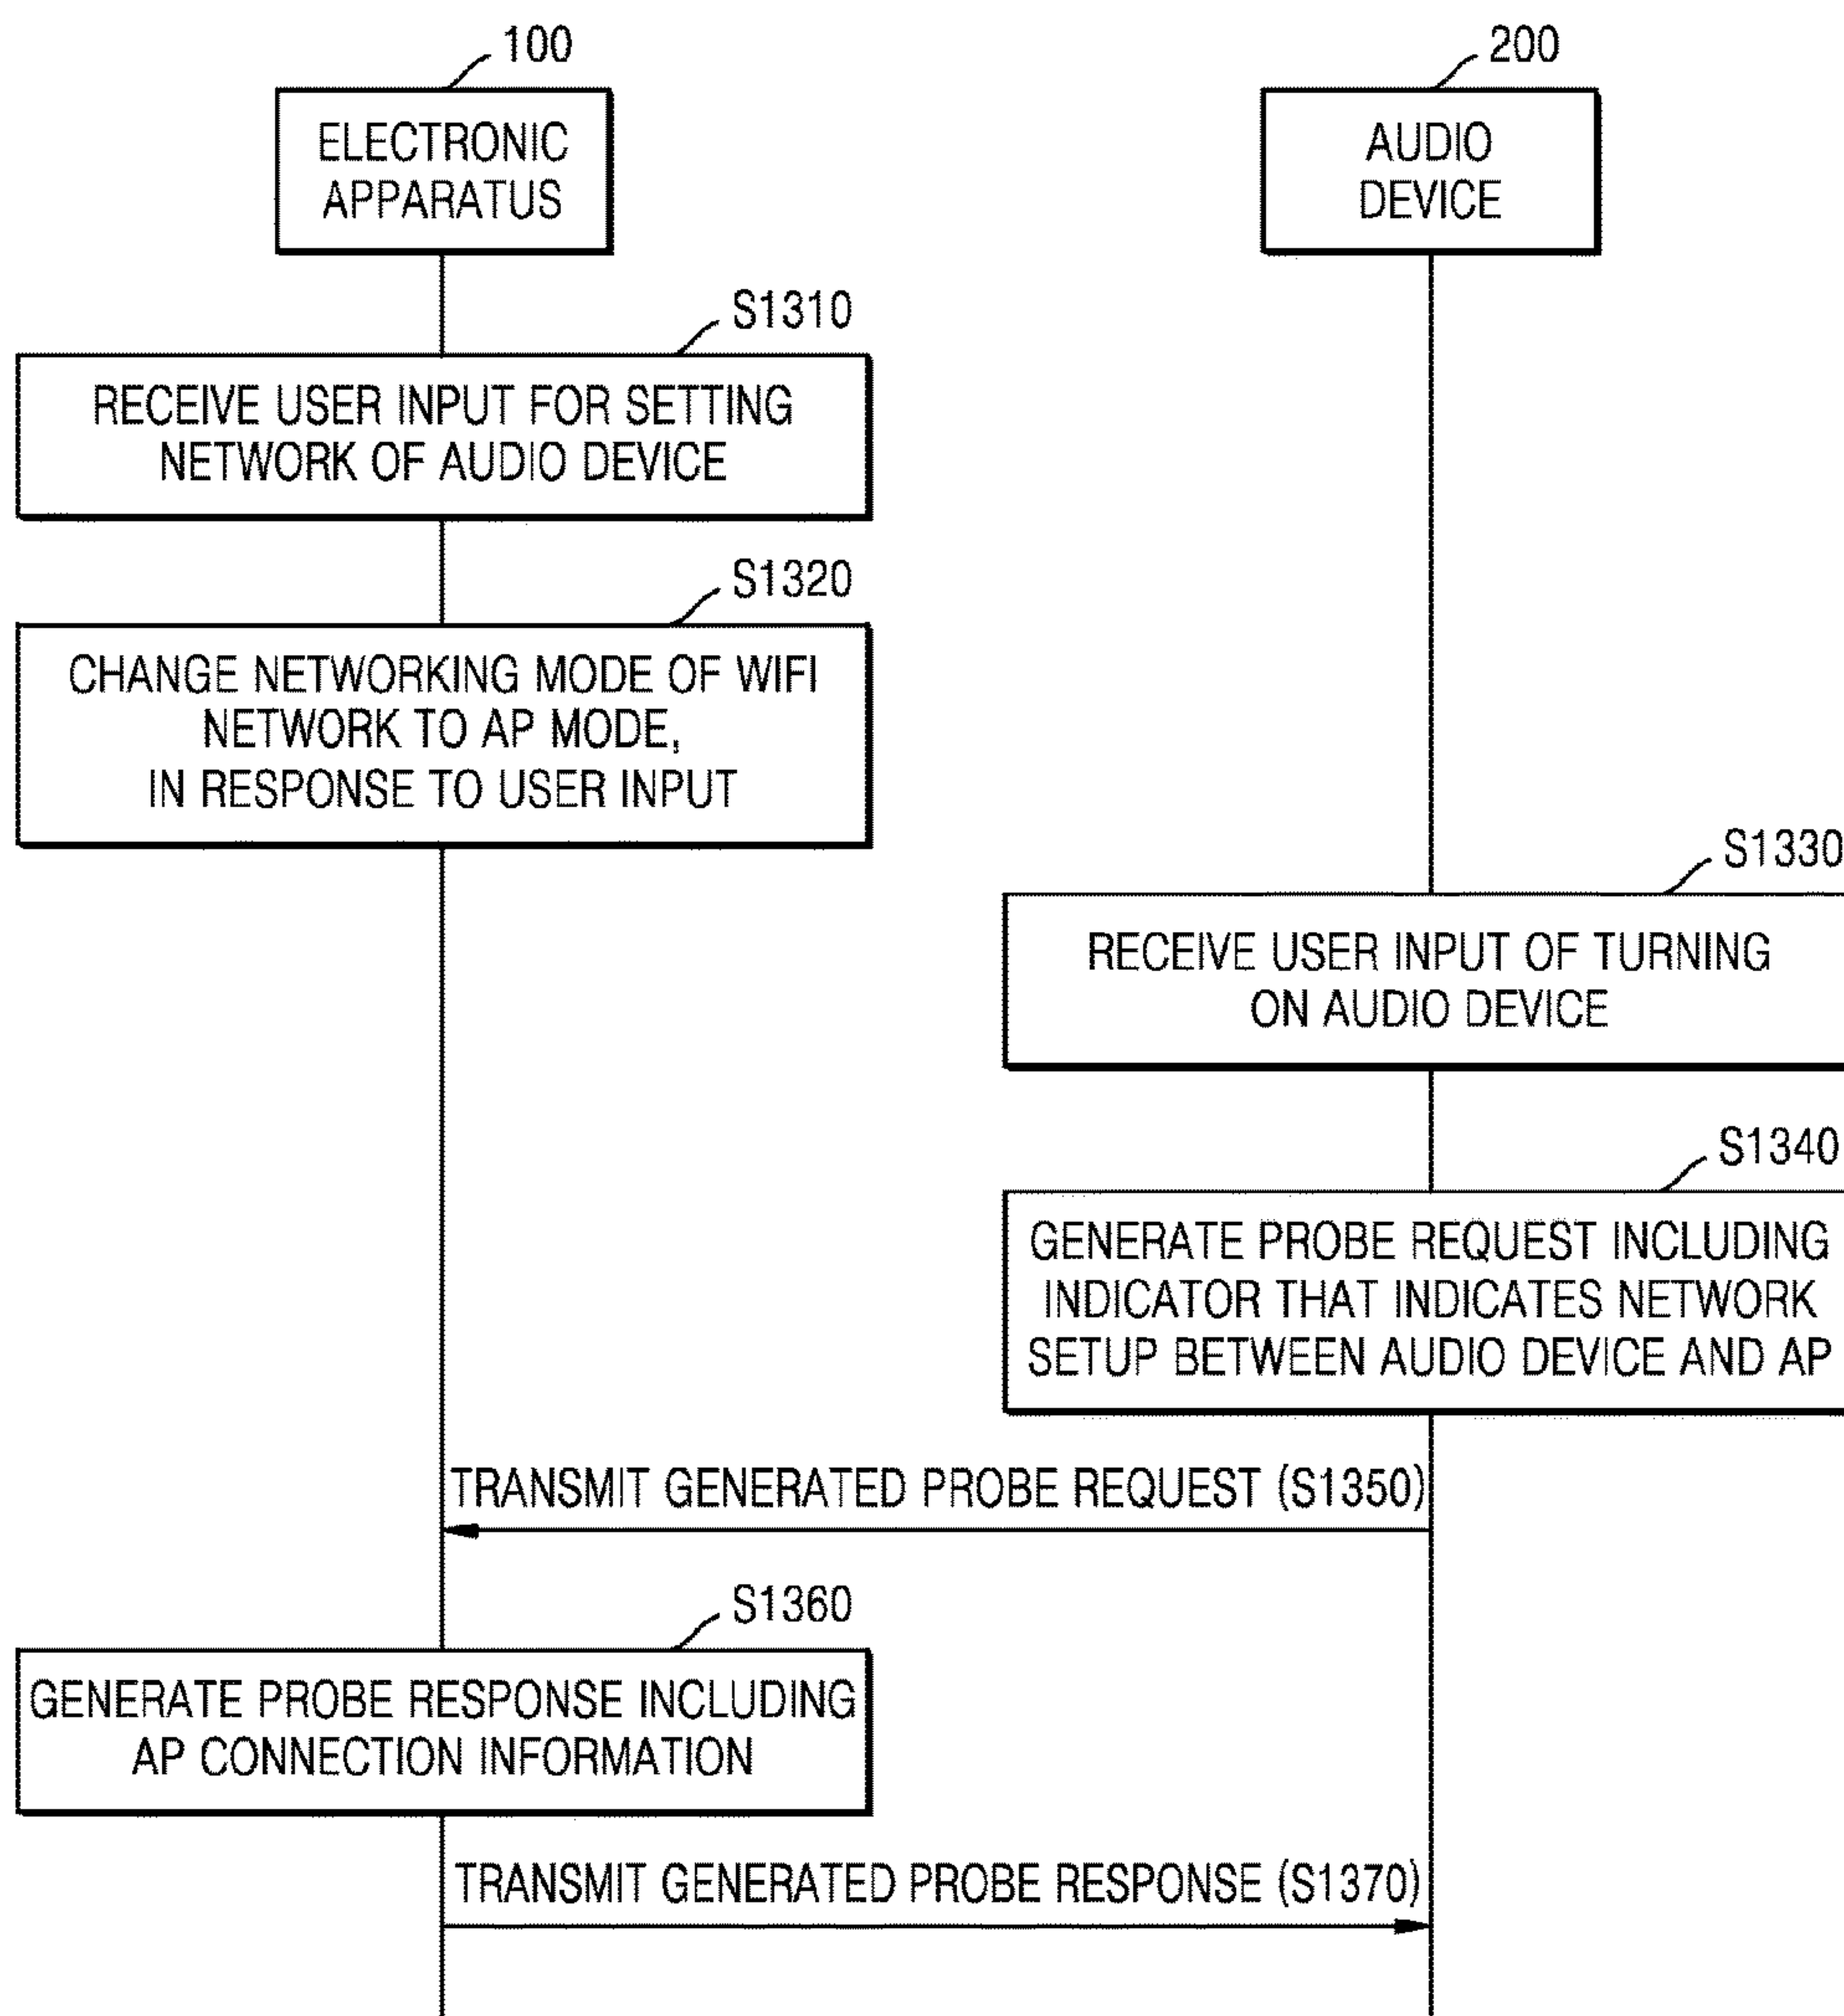 100
200
ELECTRONIC
APPARATUS
AUDIO
DEVICE
S1310
RECEIVE USER INPUT FOR SETTING
NETWORK OF AUDIO DEVICE
S1320
CHANGE NETWORKING MODE OF WIFI
NETWORK TO AP MODE,
IN RESPONSE TO USER INPUT
S1330
RECEIVE USER INPUT OF TURNING
ON AUDIO DEVICE
S1340
GENERATE PROBE REQUEST INCLUDING
INDICATOR THAT INDICATES NETWORK
SETUP BETWEEN AUDIO DEVICE AND AP
TRANSMIT GENERATED PROBE REQUEST (S1350)
S1360
GENERATE PROBE RESPONSE INCLUDING
AP CONNECTION INFORMATION
TRANSMIT GENERATED PROBE RESPONSE (S1370)